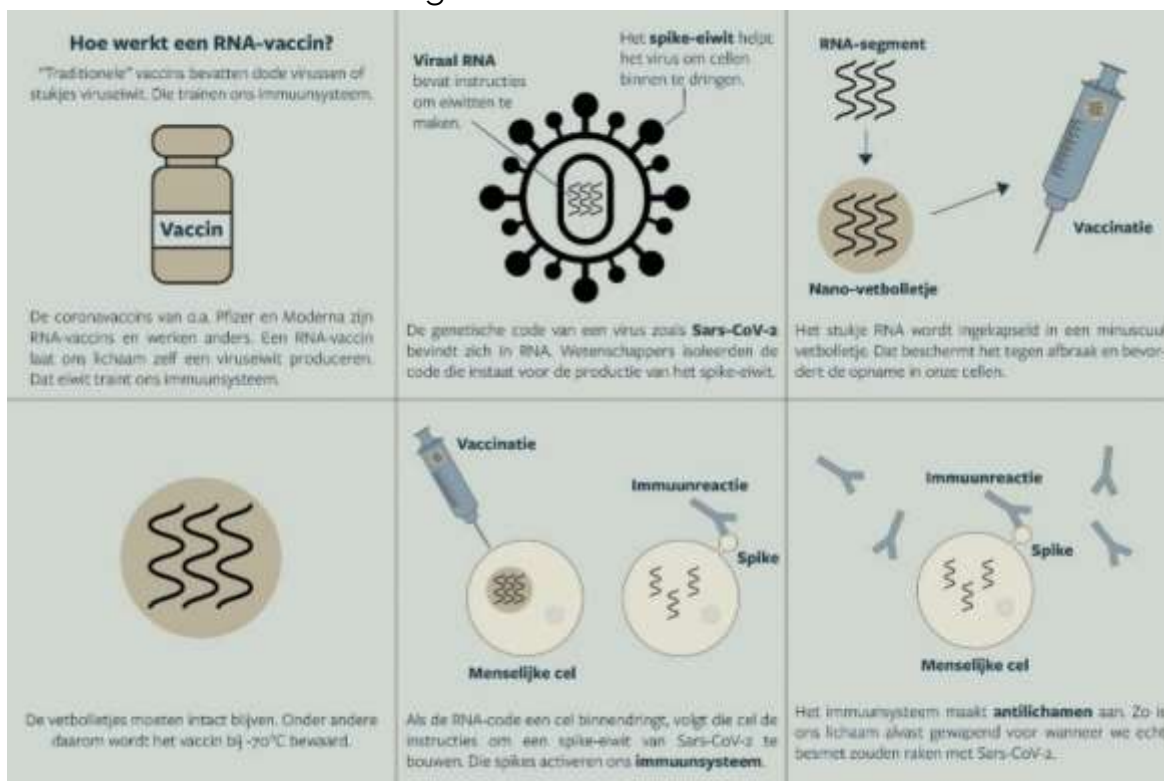 Hoe werkt een RNA-vaccin?
"Traditionele" vaccins bevatten dode virussen of
stukjes viruseiwit. Die trainen ons immuunsysteem.
Vaccin
De coronavaccins van o.a. Pfizer en Moderna zijn
RNA-vaccins en werken anders. Een RNA-vaccin
laat ons lichaam zelf een viruseiwit produceren.
Dat eiwit traint ons immuunsysteem.
Viraal RNA
bevat instructies
om eiwitten te
maken.
Het spike-eiwit helpt
het virus om cellen
binnen te dringen.
De genetische code van een virus zoals Sars-CoV-2
bevindt zich in RNA. Wetenschappers isoleerden de
code die instaat voor de productie van het spike-eiwit.
RNA-segment
Vaccinatie
Nano-vetbolletje
Het stukje RNA wordt ingekapseld in een minuscuul
vetbolletje. Dat beschermt het tegen afbraak en bevor-
dert de opname in onze cellen.
De vetbolletjes moeten intact blijven. Onder andere
daarom wordt het vaccin bij -70°C bewaard.
Vaccinatie
Immuunreactie
Spike
Menselijke cel
Als de RNA-code een cel binnendringt, volgt die cel de
instructies om een spike-eiwit van Sars-CoV-2 te
bouwen. Die spikes activeren ons immuunsysteem.
Immuunreactie
Spike
Menselijke cel
Het immuunsysteem maakt antilichamen aan. Zo is
ons lichaam alvast gewapend voor wanneer we echt
besmet zouden raken met Sars-CoV-2.